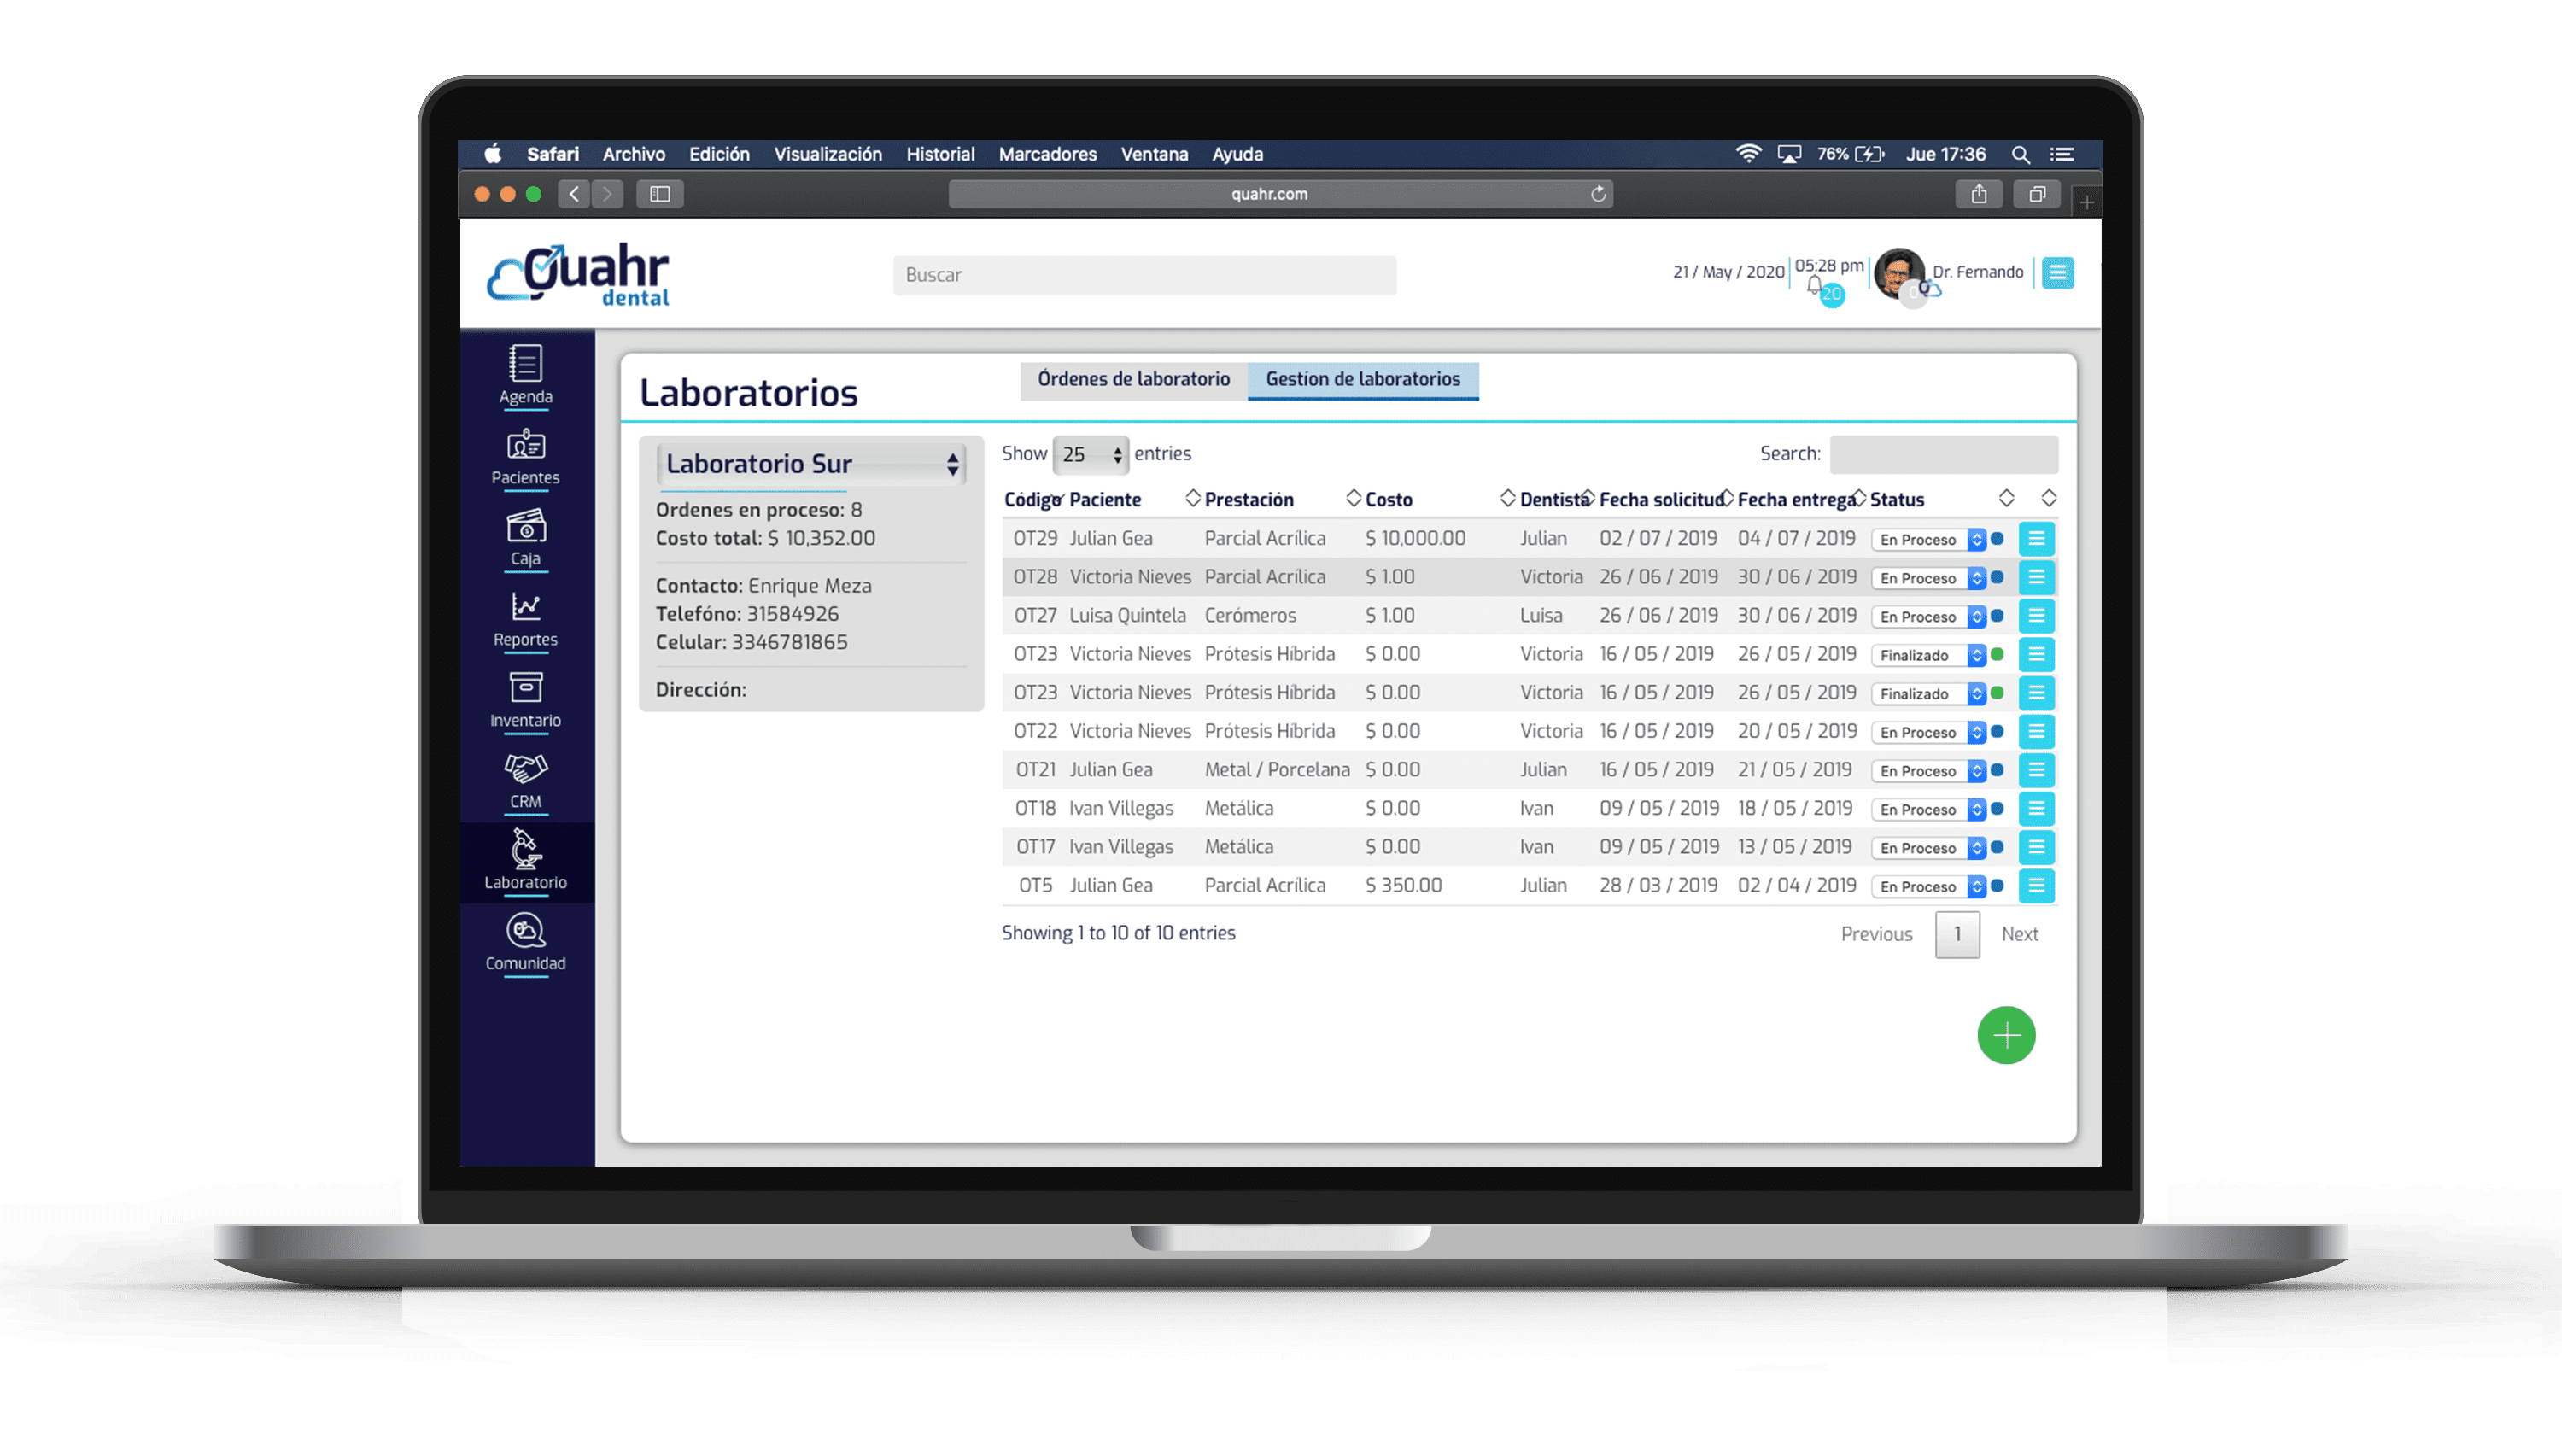 Safari Archivo Edición Visualización Historial Marcadores Ventana Ayuda 76% Jue 17:36
quahr.com
Quahr dental
Buscar
21 / May / 2020 05:28 pm 20 0 Dr. Fernando
Agenda
Pacientes
Caja
Reportes
Inventario
CRM
Laboratorio
Comunidad
Laboratorios
Órdenes de laboratorio Gestíon de laboratorios
Laboratorio Sur
Ordenes en proceso: 8
Costo total: $ 10,352.00
Contacto: Enrique Meza
Telefóno: 31584926
Celular: 3346781865
Dirección:
Show 25 entries Search:
Código Paciente Prestación Costo Dentista Fecha solicitud Fecha entrega Status
OT29 Julian Gea Parcial Acrílica $ 10,000.00 Julian 02 / 07 / 2019 04 / 07 / 2019 En Proceso
OT28 Victoria Nieves Parcial Acrílica $ 1.00 Victoria 26 / 06 / 2019 30 / 06 / 2019 En Proceso
OT27 Luisa Quintela Cerómeros $ 1.00 Luisa 26 / 06 / 2019 30 / 06 / 2019 En Proceso
OT23 Victoria Nieves Prótesis Híbrida $ 0.00 Victoria 16 / 05 / 2019 26 / 05 / 2019 Finalizado
OT23 Victoria Nieves Prótesis Híbrida $ 0.00 Victoria 16 / 05 / 2019 26 / 05 / 2019 Finalizado
OT22 Victoria Nieves Prótesis Híbrida $ 0.00 Victoria 16 / 05 / 2019 20 / 05 / 2019 En Proceso
OT21 Julian Gea Metal / Porcelana $ 0.00 Julian 16 / 05 / 2019 21 / 05 / 2019 En Proceso
OT18 Ivan Villegas Metálica $ 0.00 Ivan 09 / 05 / 2019 18 / 05 / 2019 En Proceso
OT17 Ivan Villegas Metálica $ 0.00 Ivan 09 / 05 / 2019 13 / 05 / 2019 En Proceso
OT5 Julian Gea Parcial Acrílica $ 350.00 Julian 28 / 03 / 2019 02 / 04 / 2019 En Proceso
Showing 1 to 10 of 10 entries Previous 1 Next